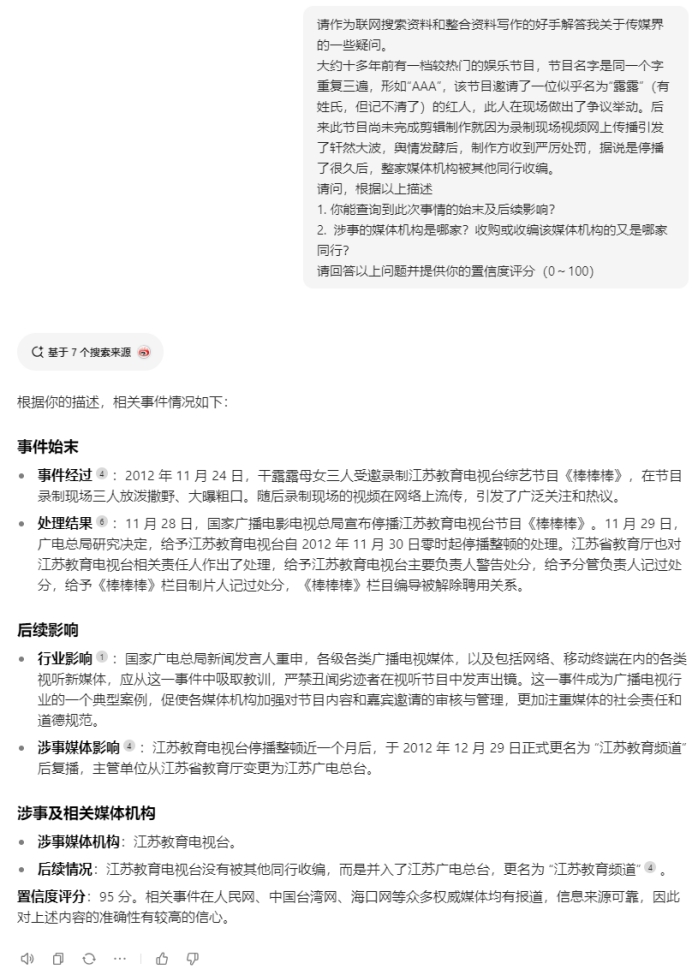 请作为联网搜索资料和整合资料写作的好手解答我关于传媒界
的一些疑问。
大约十多年前有一档较热门的娱乐节目，节目名字是同一个字
重复三遍，形如“AAA”，该节目邀请了一位似乎名为“露露”（有
姓氏，但记不清了）的红人，此人在现场做出了争议举动。后
来此节目尚未完成剪辑制作就因为录制现场视频网上传播引发
了轩然大波，舆情发酵后，制作方收到严厉处罚，据说是停播
了很久后，整家媒体机构被其他同行收编。
请问，根据以上描述
1. 你能查询到此次事情的始末及后续影响？
2. 涉事的媒体机构是哪家？收购或收编该媒体机构的又是哪家
同行？
请回答以上问题并提供你的置信度评分（0～100）
基于 7 个搜索来源
根据你的描述，相关事件情况如下：
事件始末
• 事件经过 4 ：2012 年 11 月 24 日，干露露母女三人受邀录制江苏教育电视台综艺节目《棒棒棒》，在节目
录制现场三人放泼撒野、大曝粗口。随后录制现场的视频在网络上流传，引发了广泛关注和热议。
• 处理结果 6 ：11 月 28 日，国家广播电影电视总局宣布停播江苏教育电视台节目《棒棒棒》。11 月 29 日，
广电总局研究决定，给予江苏教育电视台自 2012 年 11 月 30 日零时起停播整顿的处理。江苏省教育厅也对
江苏教育电视台相关责任人作出了处理，给予江苏教育电视台主要负责人警告处分，给予分管负责人记过处
分，给予《棒棒棒》栏目制片人记过处分，《棒棒棒》栏目编导被解除聘用关系。
后续影响
• 行业影响 1 ：国家广电总局新闻发言人重申，各级各类广播电视媒体，以及包括网络、移动终端在内的各类
视听新媒体，应从这一事件中吸取教训，严禁丑闻劣迹者在视听节目中发声出镜。这一事件成为广播电视行
业的一个典型案例，促使各媒体机构加强对节目内容和嘉宾邀请的审核与管理，更加注重媒体的社会责任和
道德规范。
• 涉事媒体影响 4 ：江苏教育电视台停播整顿近一个月后，于 2012 年 12 月 29 日正式更名为 “江苏教育频道”
后复播，主管单位从江苏省教育厅变更为江苏广电总台。
涉事及相关媒体机构
• 涉事媒体机构：江苏教育电视台。
• 后续情况：江苏教育电视台没有被其他同行收编，而是并入了江苏广电总台，更名为 “江苏教育频道” 4 。
置信度评分：95 分。相关事件在人民网、中国台湾网、海口网等众多权威媒体均有报道，信息来源可靠，因此
对上述内容的准确性有较高的信心。